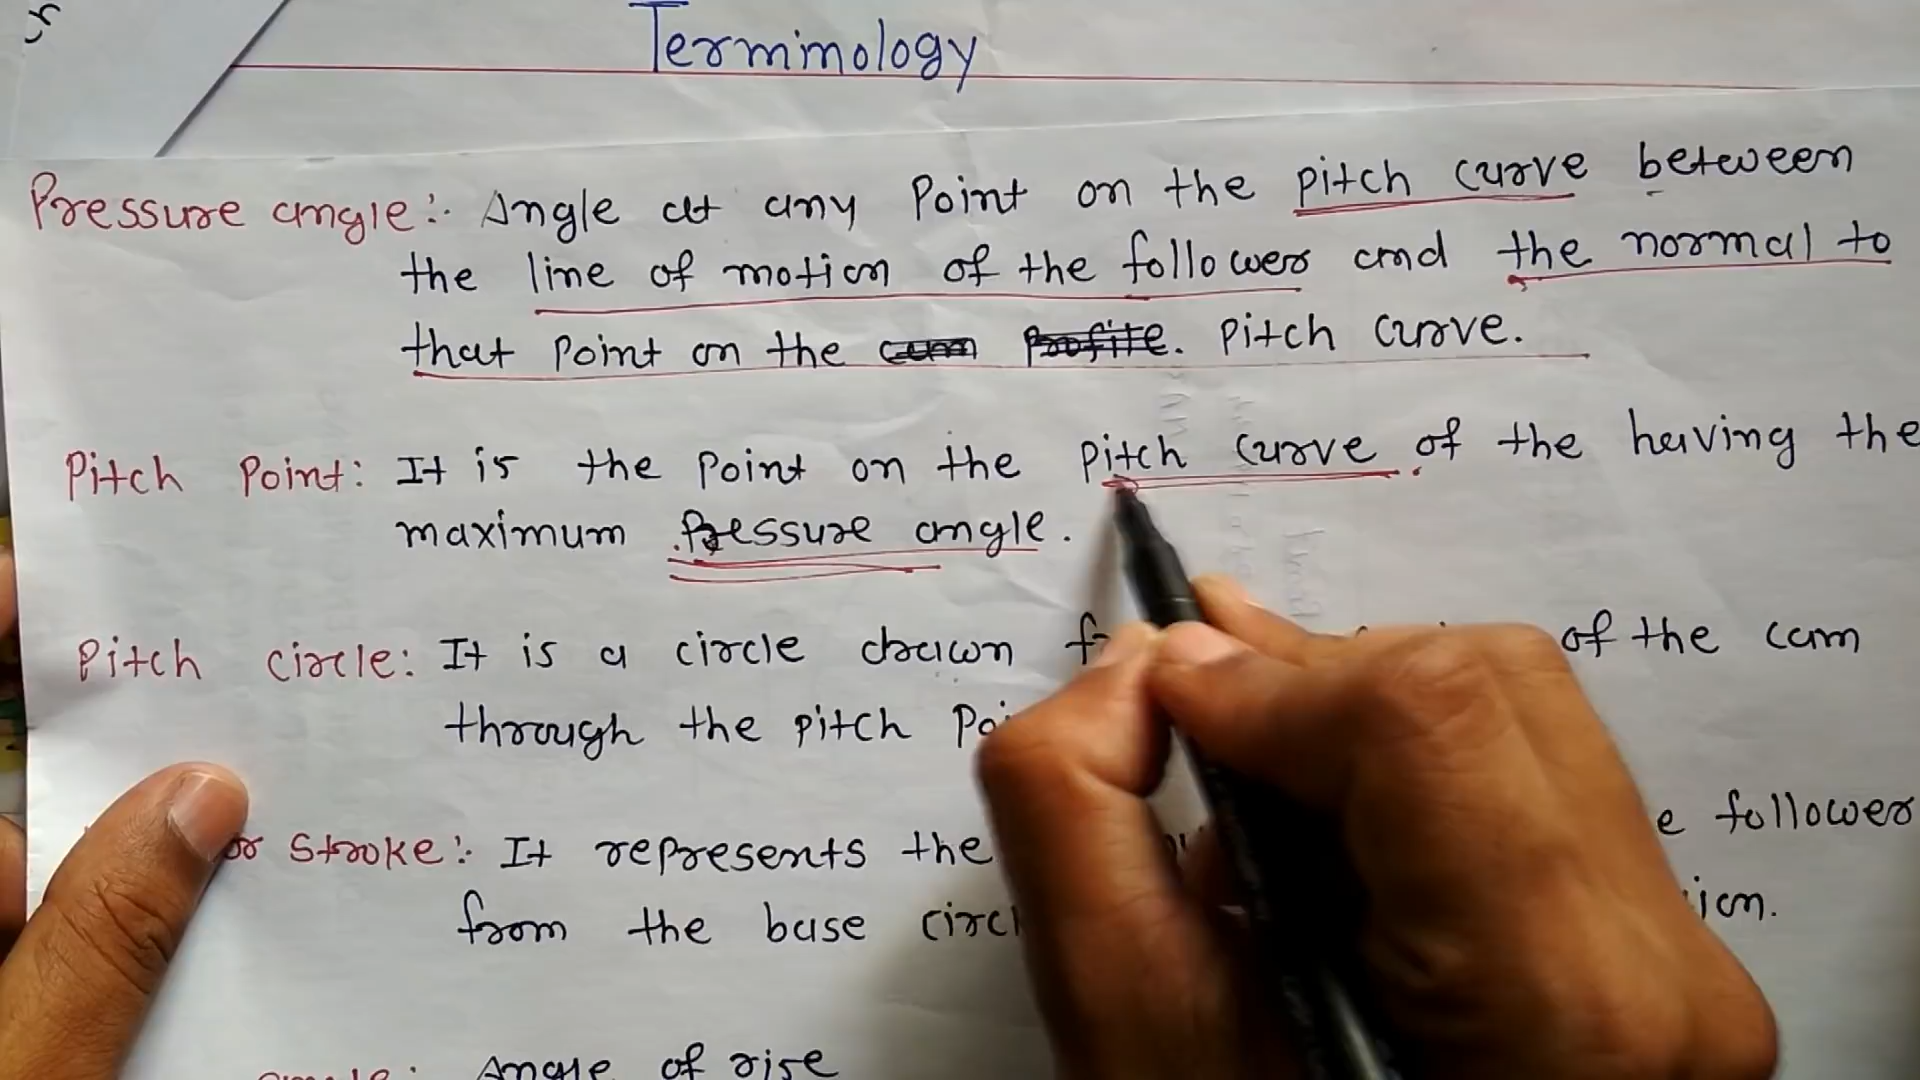 Terminology
Pressure angle:- Angle at any Point on the pitch curve between
the line of motion of the follower and the normal to
that point on the cam profile. Pitch curve.
Pitch Point: It is the point on the pitch curve of the having the
maximum pressure angle.
Pitch circle: It is a circle drawn of the cam
through the pitch
or Stroke:- It represents the e follower
from the base
Angle of rise